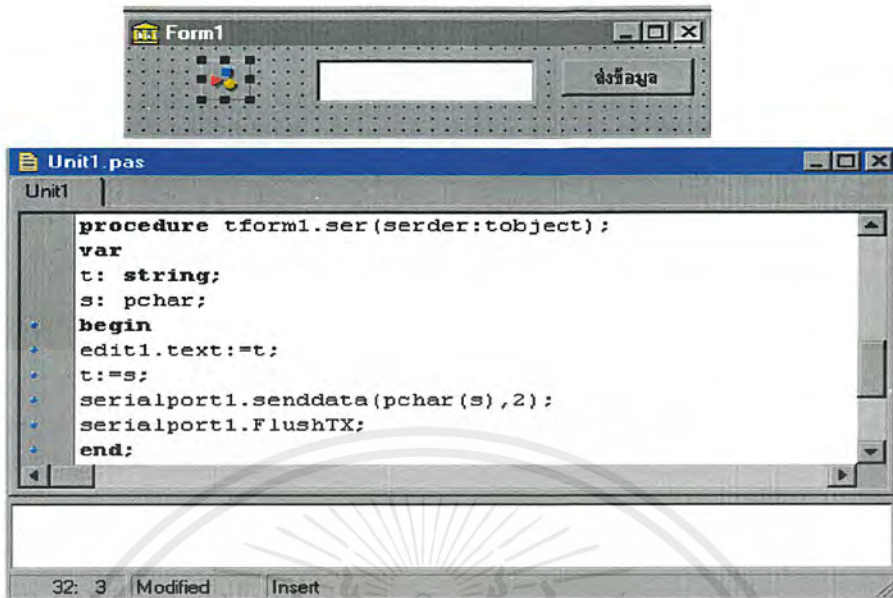 Form1
ส่งข้อมูล
Unit1.pas
Unit1
procedure tform1.ser(serder:tobject);
var
t: string;
s: pchar;
begin
edit1.text:=t;
t:=s;
serialport1.senddata(pchar(s),2);
serialport1.FlushTX;
end;
32: 3 Modified Insert